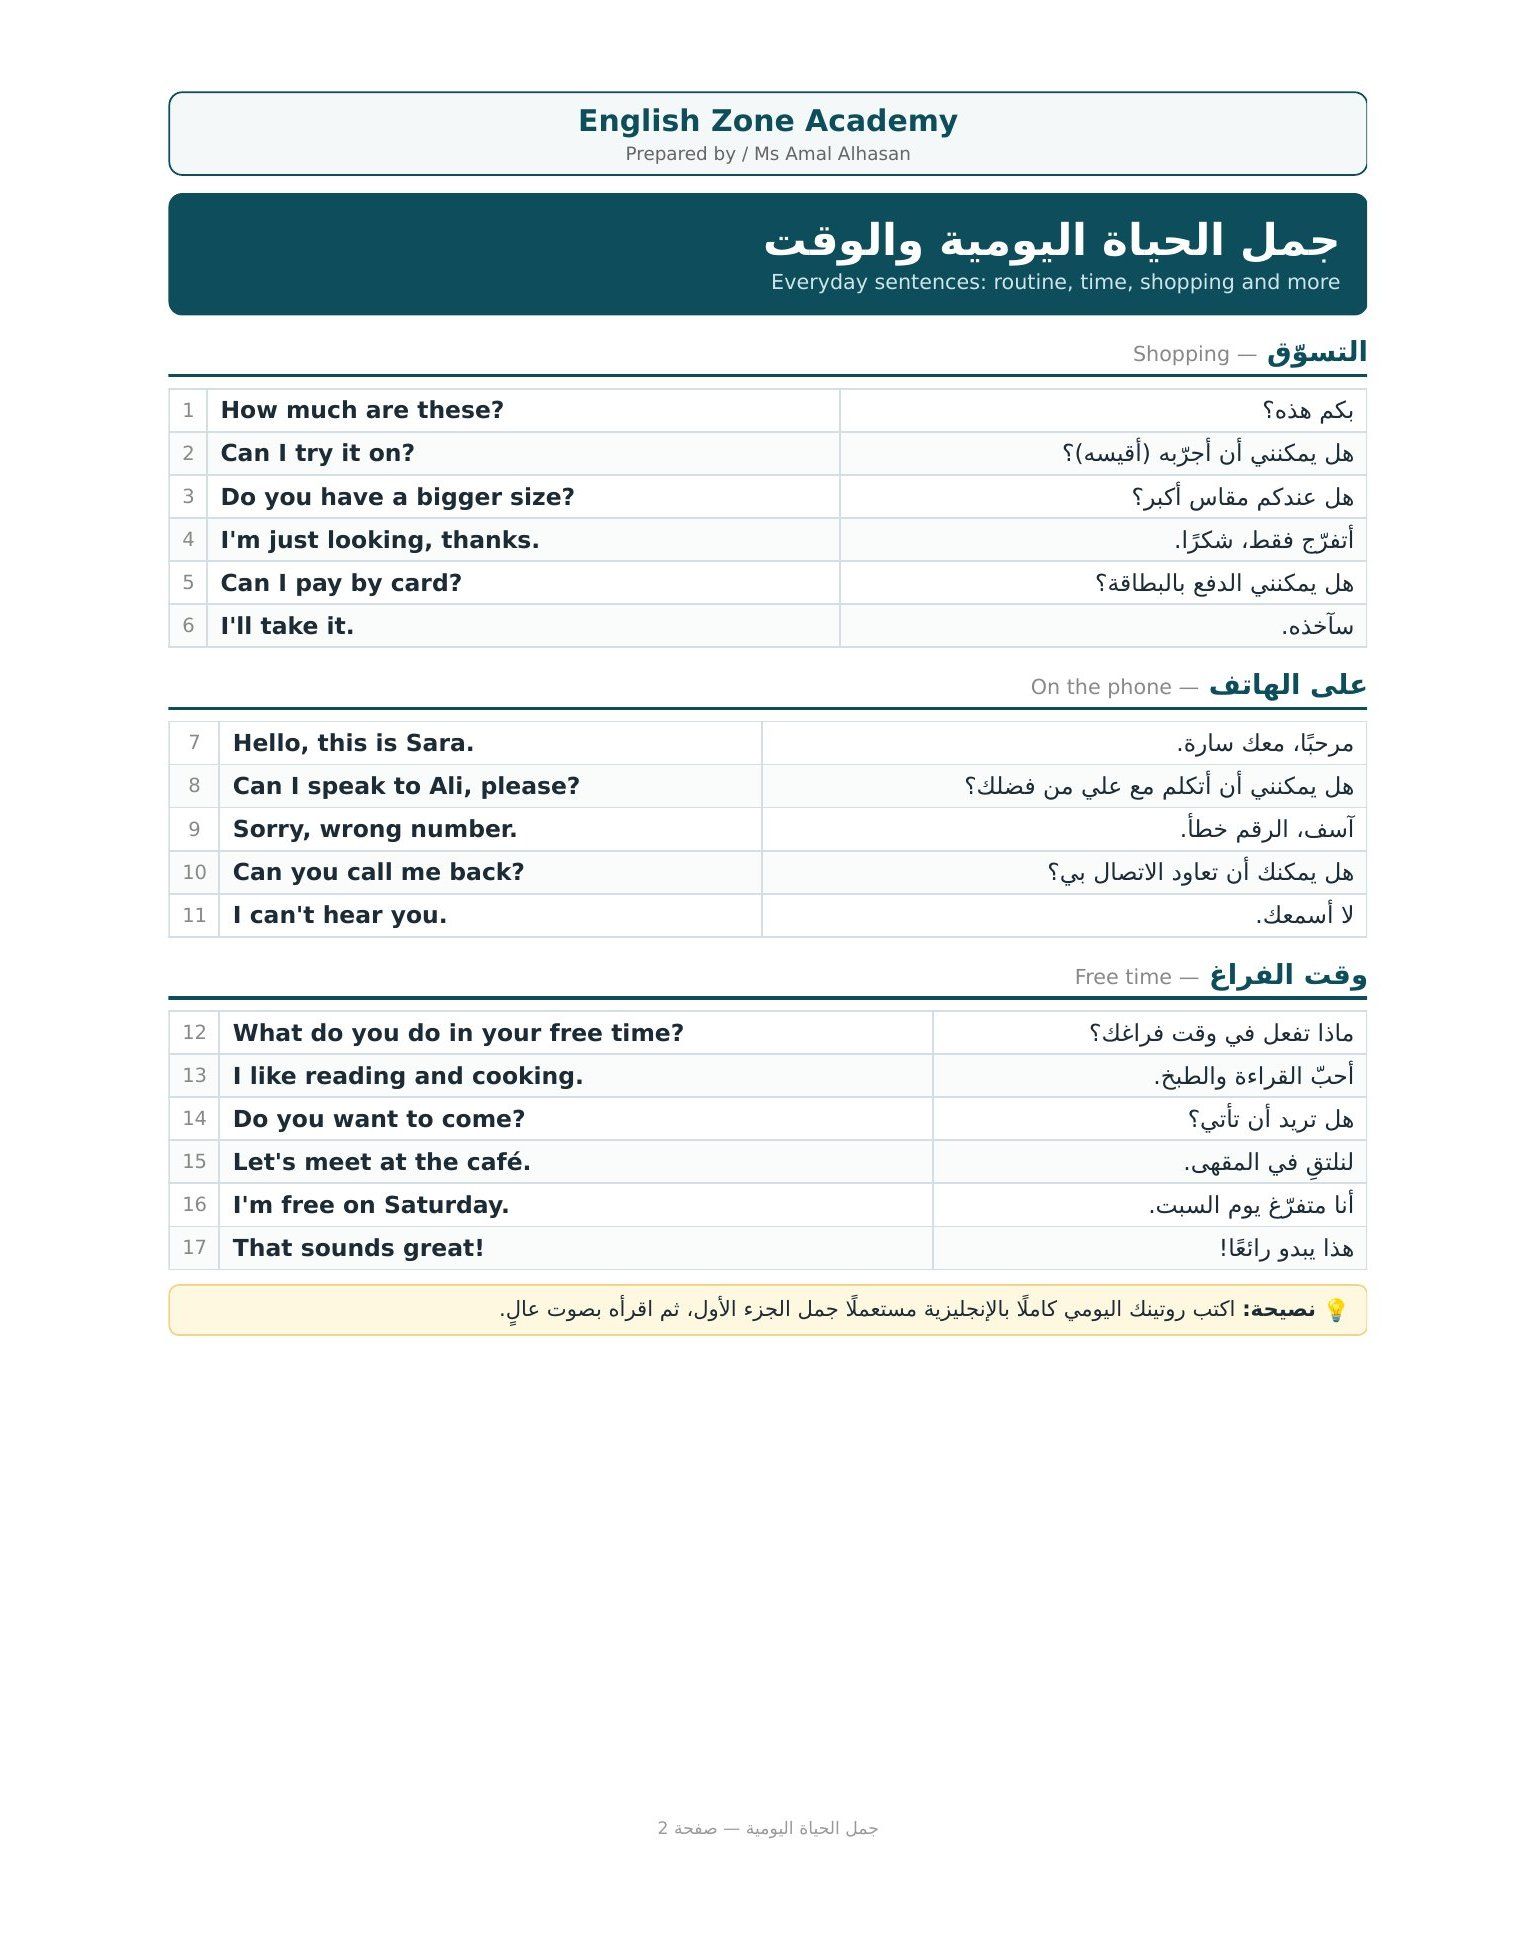 English Zone Academy
Prepared by / Ms Amal Alhasan
جمل الحياة اليومية والوقت
Everyday sentences: routine, time, shopping and more
التسوّق — Shopping
1 How much are these? بكم هذه؟
2 Can I try it on? هل يمكنني أن أجرّبه (أقيسه)؟
3 Do you have a bigger size? هل عندكم مقاس أكبر؟
4 I'm just looking, thanks. أتفرّج فقط، شكرًا.
5 Can I pay by card? هل يمكنني الدفع بالبطاقة؟
6 I'll take it. سآخذه.
على الهاتف — On the phone
7 Hello, this is Sara. مرحبًا، معك سارة.
8 Can I speak to Ali, please? هل يمكنني أن أتكلم مع علي من فضلك؟
9 Sorry, wrong number. آسف، الرقم خطأ.
10 Can you call me back? هل يمكنك أن تعاود الاتصال بي؟
11 I can't hear you. لا أسمعك.
وقت الفراغ — Free time
12 What do you do in your free time? ماذا تفعل في وقت فراغك؟
13 I like reading and cooking. أحبّ القراءة والطبخ.
14 Do you want to come? هل تريد أن تأتي؟
15 Let's meet at the café. لنلتقِ في المقهى.
16 I'm free on Saturday. أنا متفرّغ يوم السبت.
17 That sounds great! هذا يبدو رائعًا!
💡 نصيحة: اكتب روتينك اليومي كاملًا بالإنجليزية مستعملًا جمل الجزء الأول، ثم اقرأه بصوت عالٍ.
جمل الحياة اليومية — صفحة 2